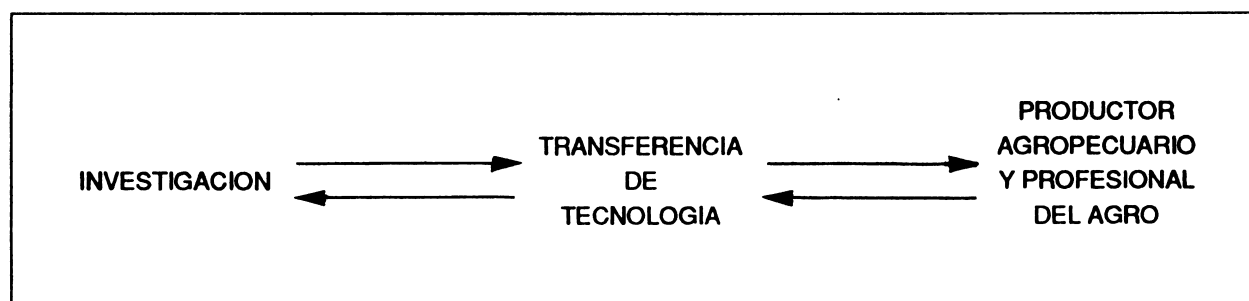 INVESTIGACION
TRANSFERENCIA
DE
TECNOLOGIA
PRODUCTOR
AGROPECUARIO
Y PROFESIONAL
DEL AGRO